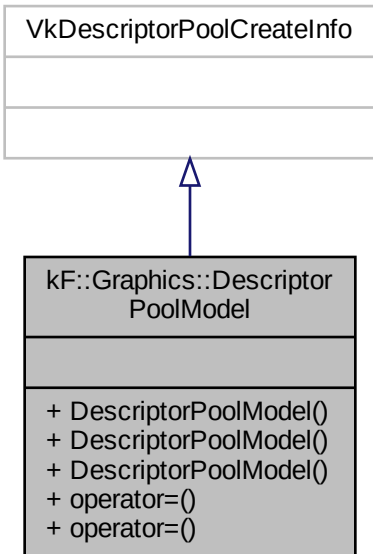 VkDescriptorPoolCreateInfo
kF::Graphics::Descriptor
PoolModel
+ DescriptorPoolModel()
+ DescriptorPoolModel()
+ DescriptorPoolModel()
+ operator=()
+ operator=()